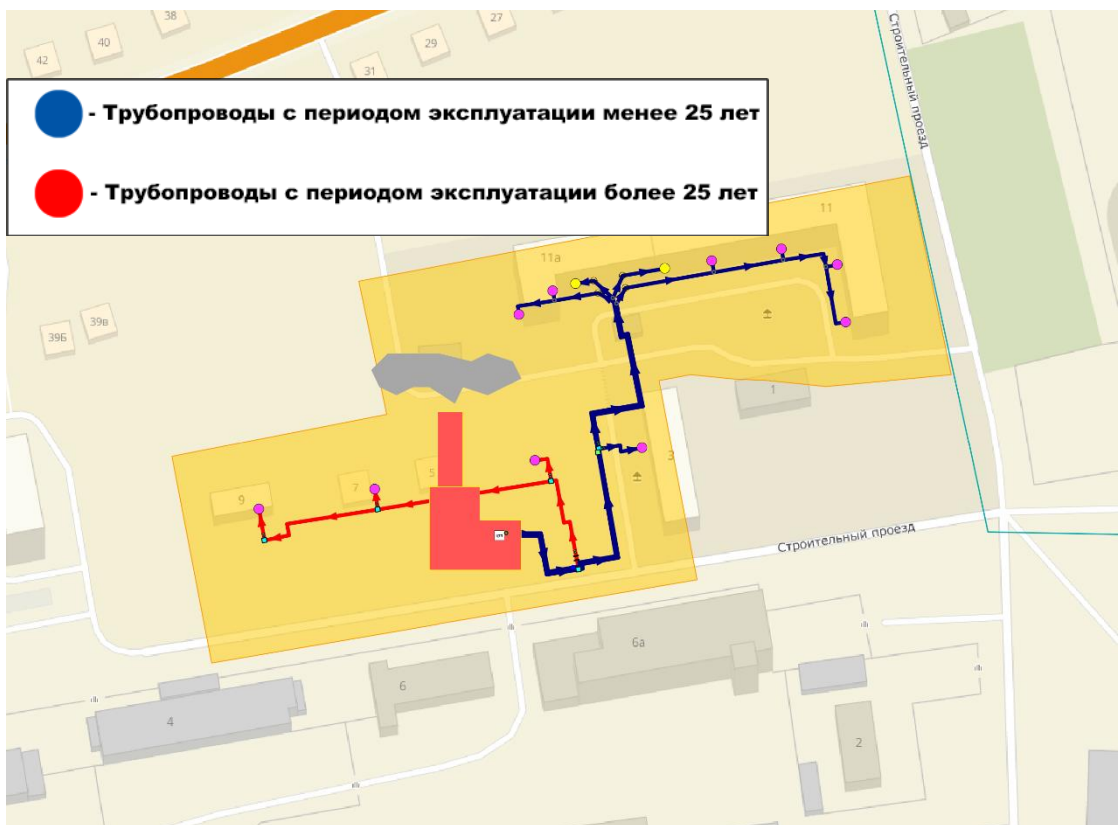 38
27
40
29
42
31
- Трубопроводы с периодом эксплуатации менее 25 лет
- Трубопроводы с периодом эксплуатации более 25 лет
Строительный проезд
11
11а
39в
39Б
1
3
5
7
9
Строительный проезд
6а
6
4
2